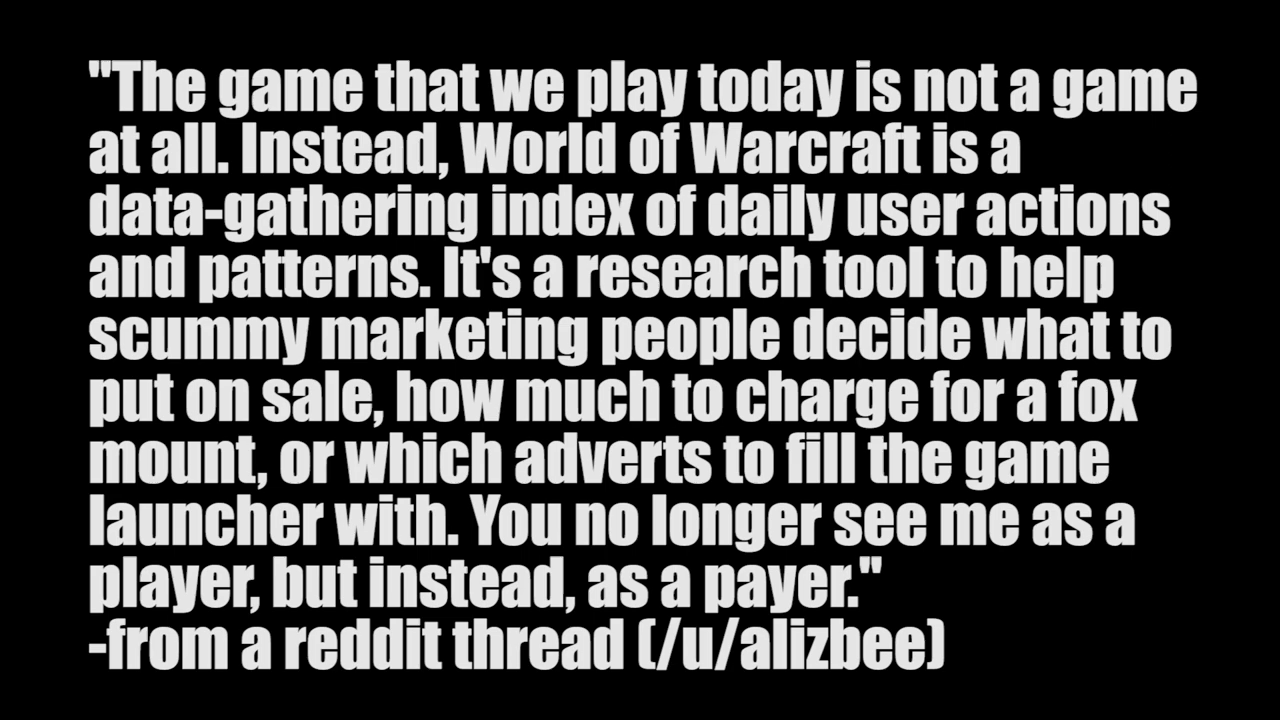 "The game that we play today is not a game
at all. Instead, World of Warcraft is a
data-gathering index of daily user actions
and patterns. It's a research tool to help
scummy marketing people decide what to
put on sale, how much to charge for a fox
mount, or which adverts to fill the game
launcher with. You no longer see me as a
player, but instead, as a payer."
-from a reddit thread (/u/alizbee)